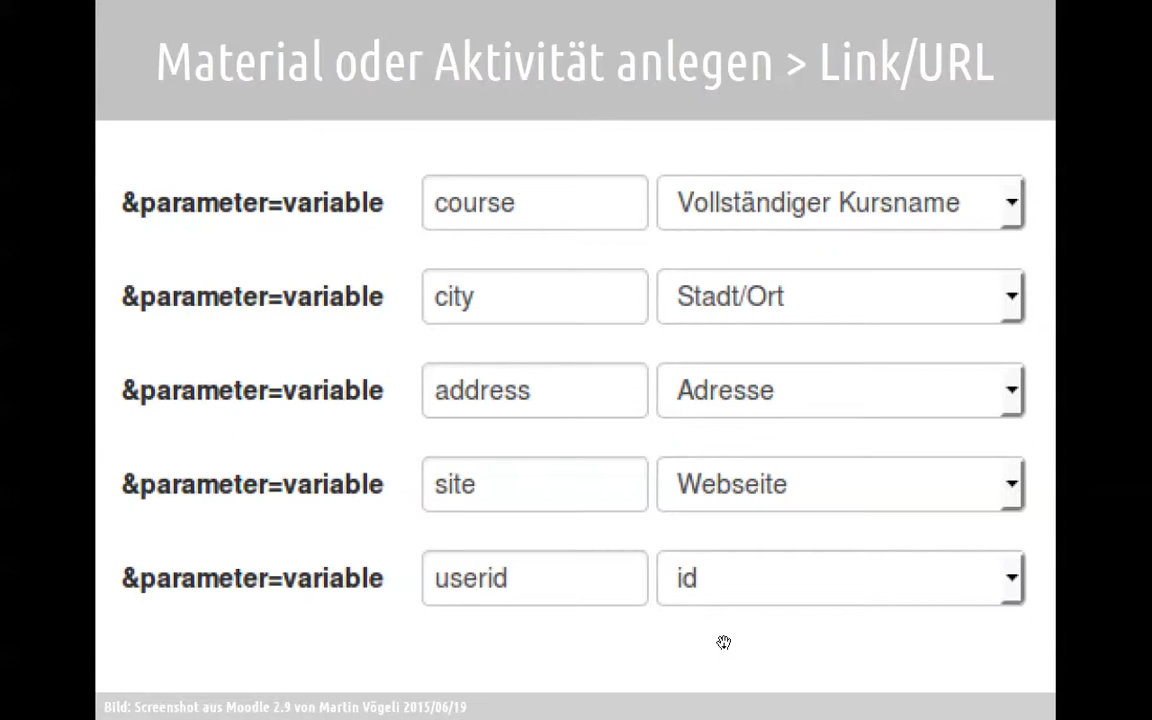 Material oder Aktivität anlegen > Link/URL
&parameter=variable course Vollständiger Kursname
&parameter=variable city Stadt/Ort
&parameter=variable address Adresse
&parameter=variable site Webseite
&parameter=variable userid id
Bild: Screenshot aus Moodle 2.9 von Martin Vögeli 2015/06/19